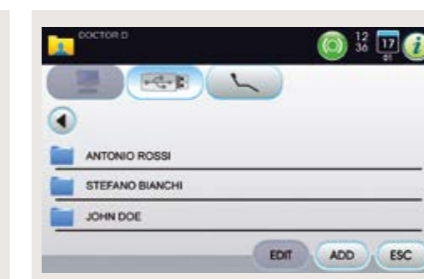 DOCTOR D
12
36
17
01
i
ANTONIO ROSSI
STEFANO BIANCHI
JOHN DOE
EDIT ADD ESC